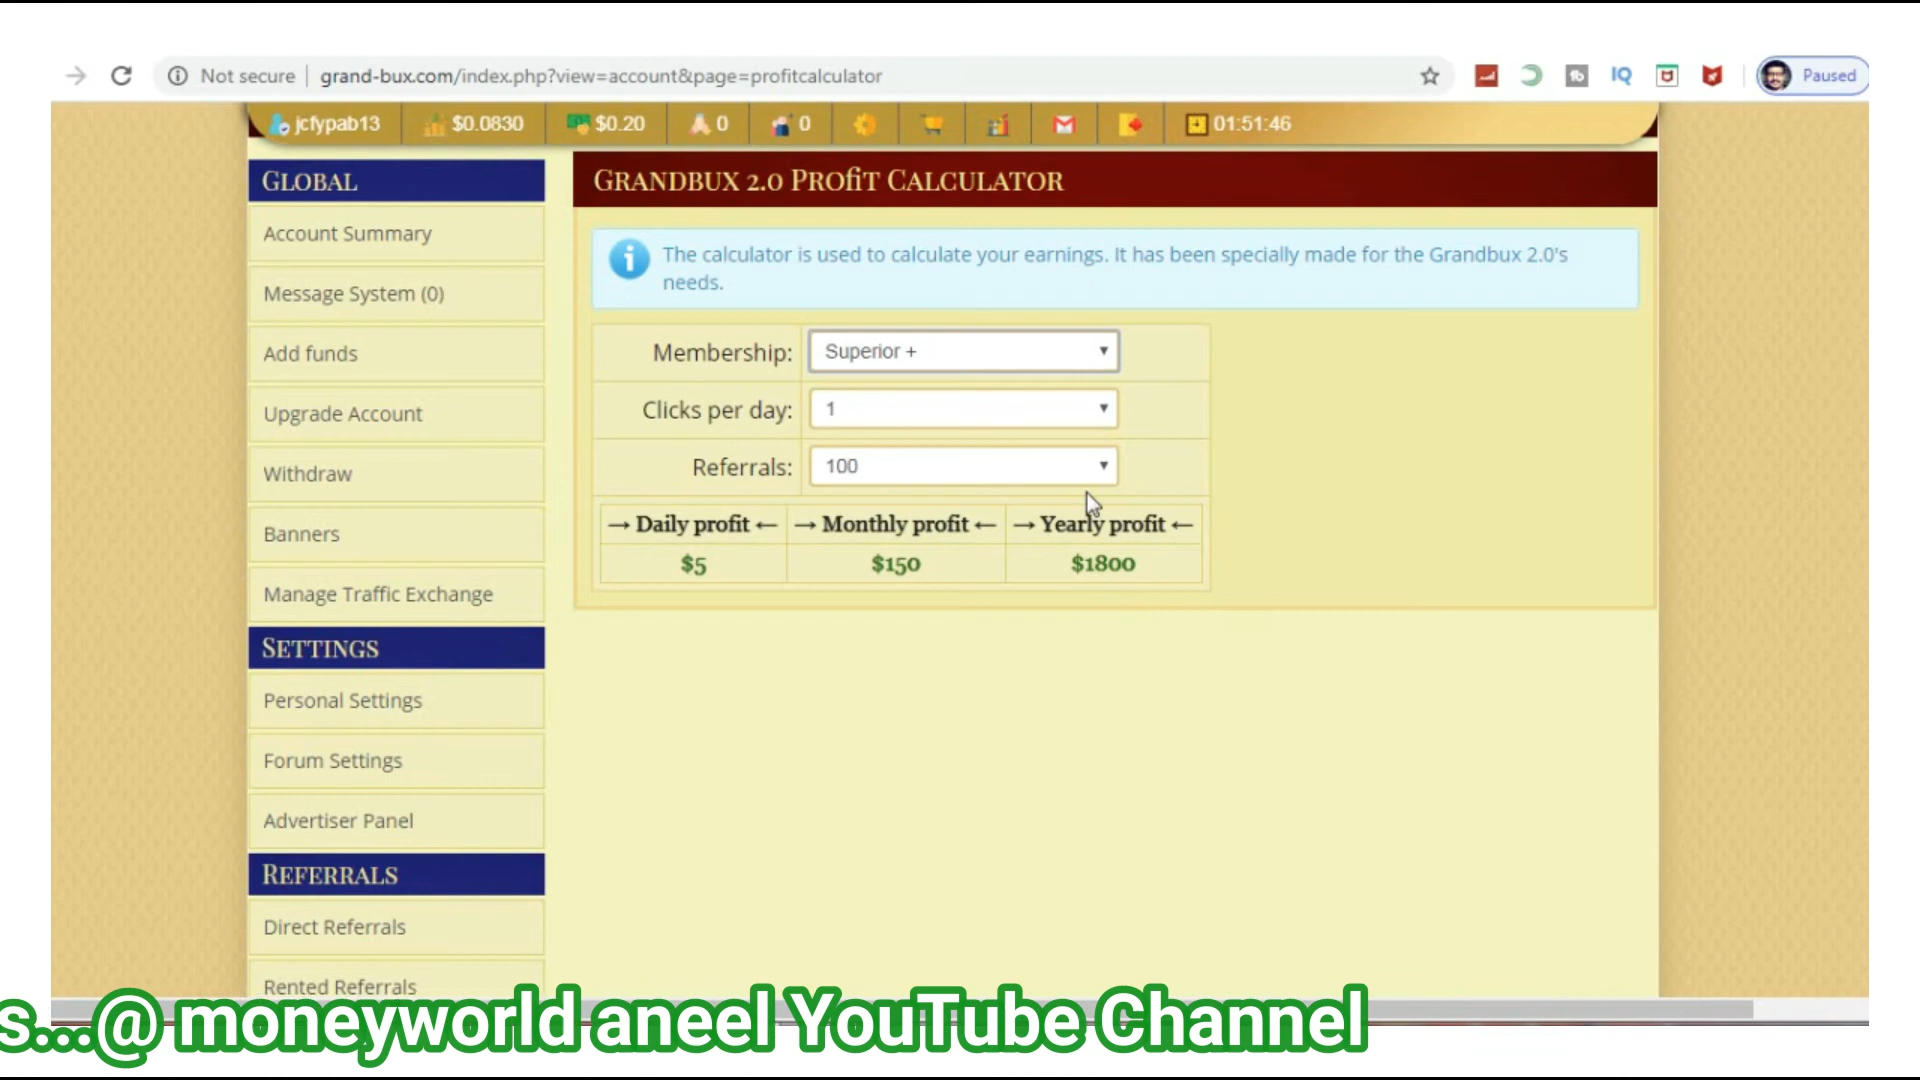 Not secure | grand-bux.com/index.php?view=account&page=profitcalculator
IQ
Paused
jcfypab13 $0.0830 $0.20 0 0 01:51:46
GLOBAL
Account Summary
Message System (0)
Add funds
Upgrade Account
Withdraw
Banners
Manage Traffic Exchange
SETTINGS
Personal Settings
Forum Settings
Advertiser Panel
REFERRALS
Direct Referrals
Rented Referrals
GRANDBUX 2.0 PROfiT CALCULATOR
The calculator is used to calculate your earnings. It has been specially made for the Grandbux 2.0's
needs.
Membership: Superior +
Clicks per day: 1
Referrals: 100
→ Daily profit ← → Monthly profit ← → Yearly profit ←
$5 $150 $1800
s...@ moneyworld aneel YouTube Channel